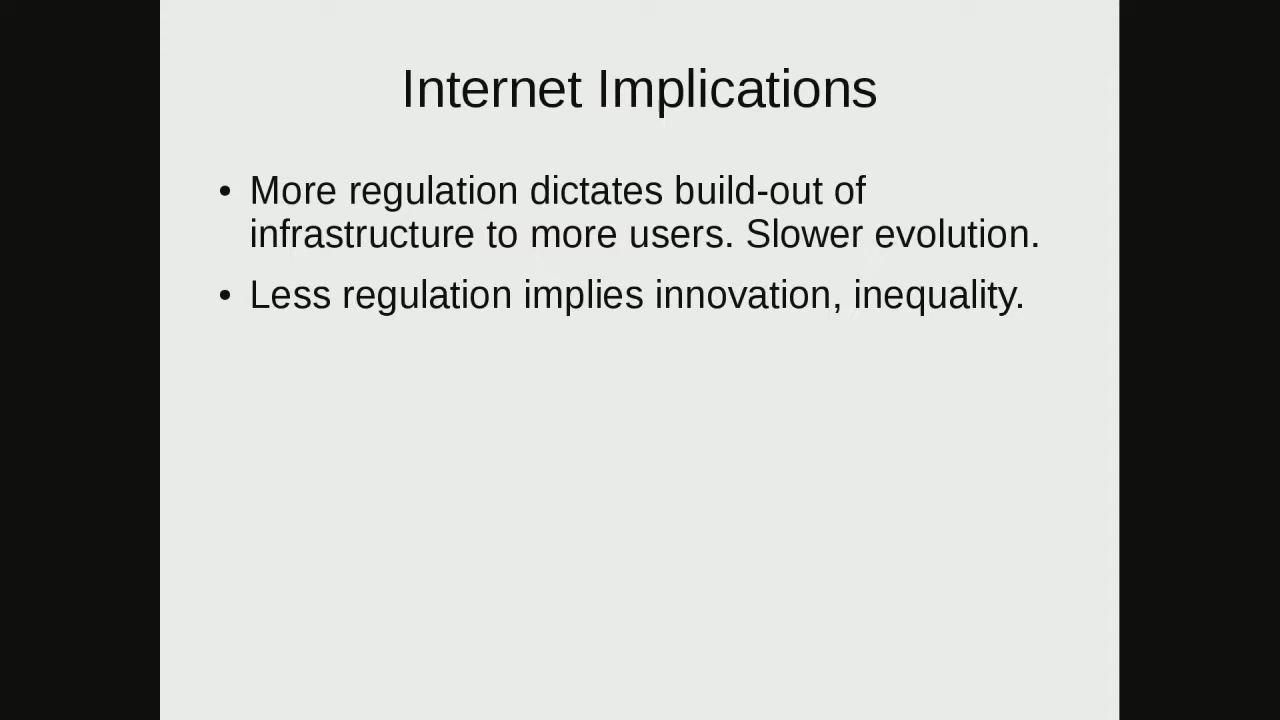 Internet Implications
• More regulation dictates build-out of
infrastructure to more users. Slower evolution.
• Less regulation implies innovation, inequality.